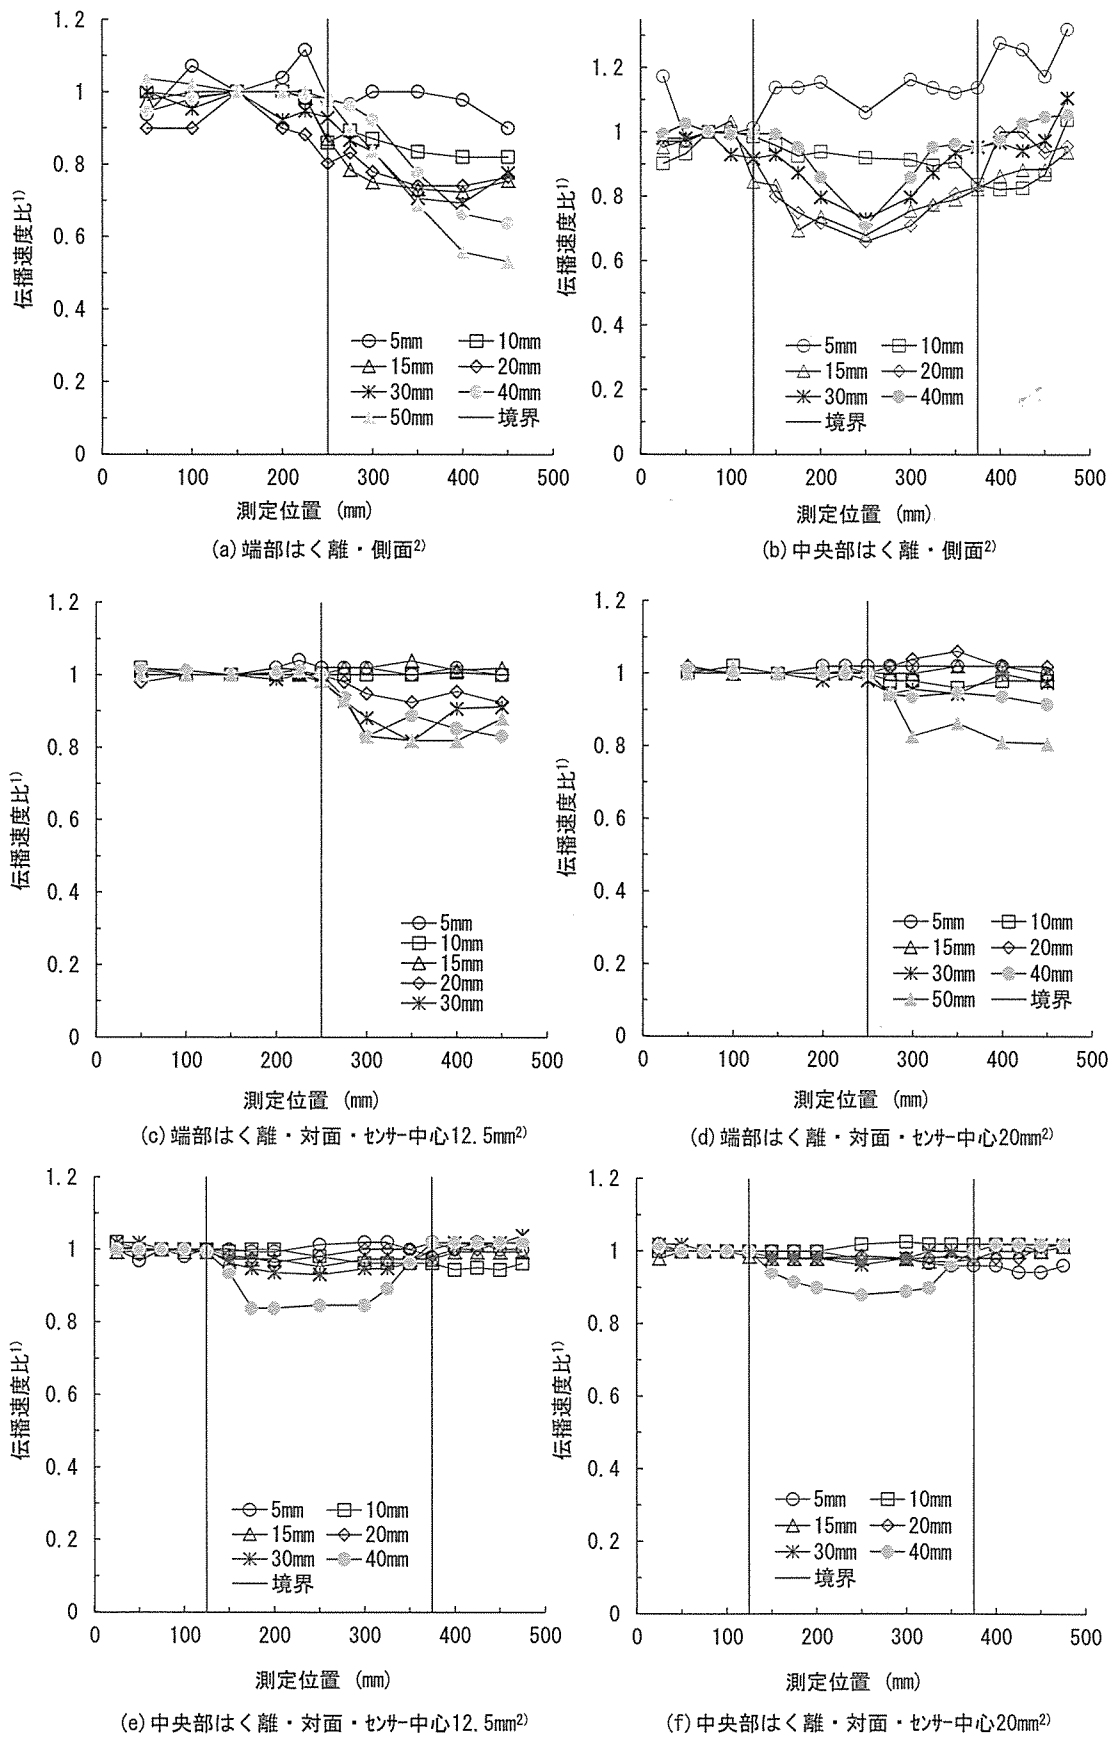 1.2
1
0.8
0.6
0.4
0.2
0
0 100 200 300 400 500
伝播速度比1)
測定位置 (mm)
5mm 10mm
15mm 20mm
30mm 40mm
50mm 境界
(a)端部はく離・側面2)
1.2
1
0.8
0.6
0.4
0.2
0
0 100 200 300 400 500
伝播速度比1)
測定位置 (mm)
5mm 10mm
15mm 20mm
30mm 40mm
境界
(b)中央部はく離・側面2)
1.2
1
0.8
0.6
0.4
0.2
0
0 100 200 300 400 500
伝播速度比1)
測定位置 (mm)
5mm
10mm
15mm
20mm
30mm
(c)端部はく離・対面・ｾﾝｻｰ中心12.5mm2)
1.2
1
0.8
0.6
0.4
0.2
0
0 100 200 300 400 500
伝播速度比1)
測定位置 (mm)
5mm 10mm
15mm 20mm
30mm 40mm
50mm 境界
(d)端部はく離・対面・ｾﾝｻｰ中心20mm2)
1.2
1
0.8
0.6
0.4
0.2
0
0 100 200 300 400 500
伝播速度比1)
測定位置 (mm)
5mm 10mm
15mm 20mm
30mm 40mm
境界
(e)中央部はく離・対面・ｾﾝｻｰ中心12.5mm2)
1.2
1
0.8
0.6
0.4
0.2
0
0 100 200 300 400 500
伝播速度比1)
測定位置 (mm)
5mm 10mm
15mm 20mm
30mm 40mm
境界
(f)中央部はく離・対面・ｾﾝｻｰ中心20mm2)